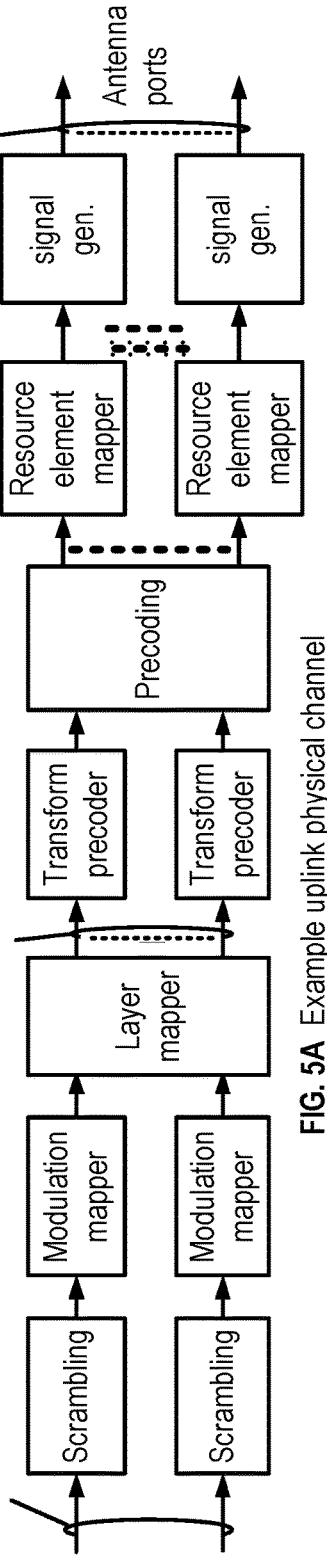 Scrambling
Modulation
mapper
Layer
mapper
Transform
precoder
Precoding
Resource
element
mapper
signal
gen.
Antenna
ports
Scrambling
Modulation
mapper
Transform
precoder
Resource
element
mapper
signal
gen.
FIG. 5A Example uplink physical channel